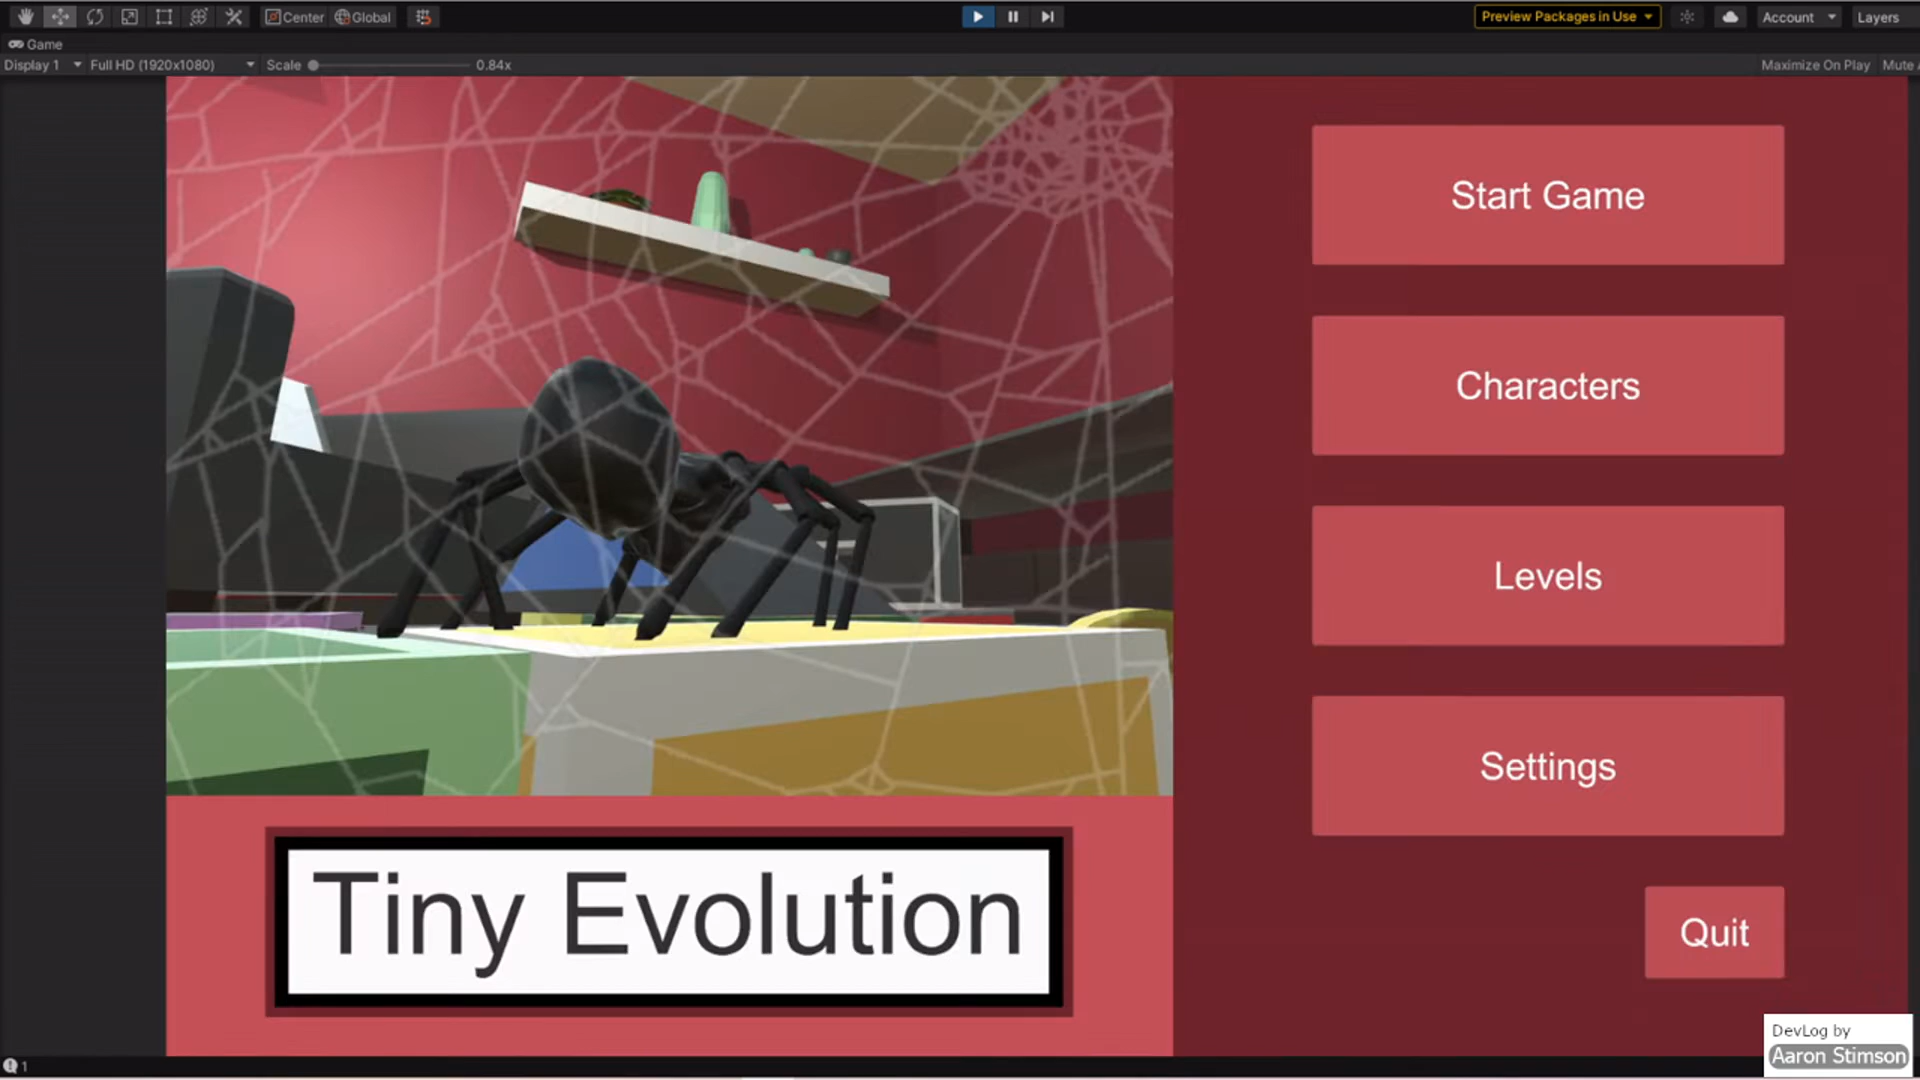 Center
Global
Preview Packages in Use
Account
Layers
Game
Display 1
Full HD (1920x1080)
Scale
0.84x
Maximize On Play
Mute
Start Game
Characters
Levels
Settings
Quit
Tiny Evolution
DevLog by
Aaron Stimson
1